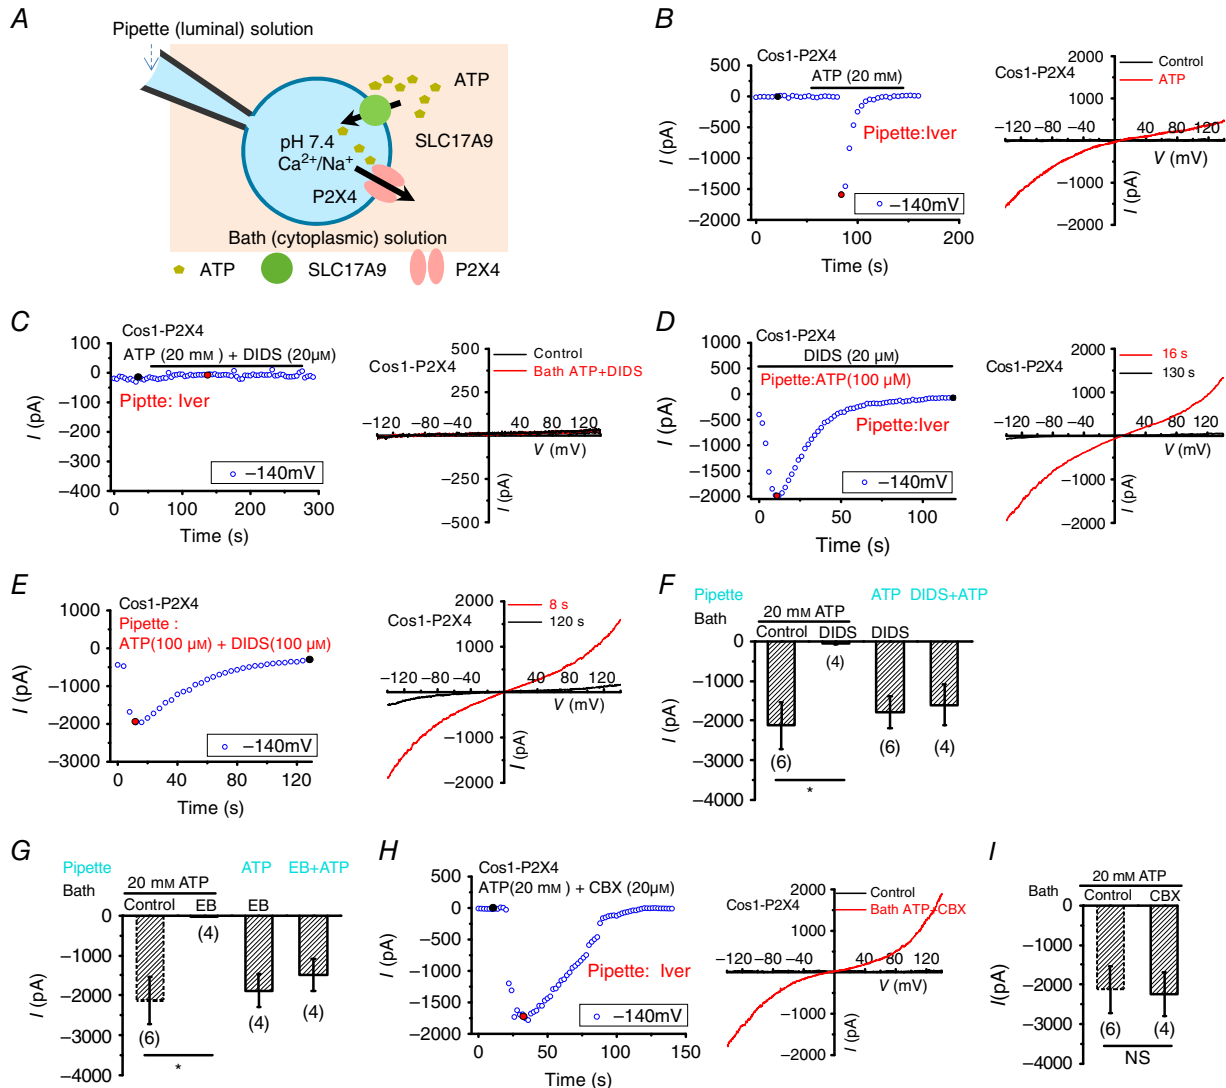 A
Pipette (luminal) solution
ATP
SLC17A9
pH 7.4
Ca2+/Na+
P2X4
Bath (cytoplasmic) solution
ATP SLC17A9 P2X4
B
Cos1-P2X4
ATP (20 mM)
500
0
−500
−1000
−1500
−2000
I (pA)
Pipette:Iver
−140mV
0 100 200
Time (s)
Cos1-P2X4
Control
ATP
2000
1000
−1000
−2000
−120 −40 40 80 120
V (mV)
I (pA)
C
Cos1-P2X4
ATP (20 mM) + DIDS (20µM)
100
0
−100
−200
−300
−400
I (pA)
Piptte: Iver
−140mV
0 100 200 300
Time (s)
Cos1-P2X4
Control
Bath ATP+DIDS
500
250
−250
−500
−120 −80 −40 40 80 120
V (mV)
I (pA)
D
Cos1-P2X4
DIDS (20 µM)
Pipette:ATP(100 µM)
Pipette:Iver
1000
500
0
−500
−1000
−1500
−2000
I (pA)
−140mV
0 50 100
Time (s)
Cos1-P2X4
16 s
130 s
2000
1000
−1000
−2000
−120 −40 40 80 120
V (mV)
I (pA)
E
Cos1-P2X4
Pipette :
ATP(100 µM) + DIDS(100 µM)
1000
0
−1000
−2000
−3000
I (pA)
−140mV
0 40 80 120
Time (s)
Cos1-P2X4
8 s
120 s
2000
1000
−1000
−2000
−120 −80 −40 40 80 120
V (mV)
I (pA)
F
Pipette ATP DIDS+ATP
Bath 20 mM ATP
Control DIDS DIDS
0
−1000
−2000
−3000
−4000
I (pA)
(6) (4) (6) (4)
*
G
Pipette ATP EB+ATP
Bath 20 mM ATP
Control EB EB
0
−1000
−2000
−3000
−4000
I (pA)
(6) (4) (4) (4)
*
H
Cos1-P2X4
ATP(20 mM) + CBX (20µM)
500
0
−500
−1000
−1500
−2000
I (pA)
Pipette: Iver
−140mV
0 50 100 150
Time (s)
Cos1-P2X4
Control
Bath ATP+CBX
2000
1000
−1000
−2000
−120 −80 −40 40 80 120
V (mV)
I (pA)
I
Bath 20 mM ATP
Control CBX
0
−1000
−2000
−3000
−4000
I(pA)
(6) (4)
NS